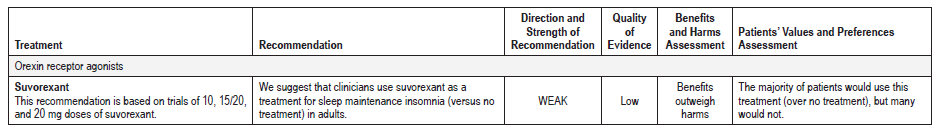 Treatment
Recommendation
Direction and
Strength of
Recommendation
Quality
of
Evidence
Benefits
and Harms
Assessment
Patients' Values and Preferences
Assessment
Orexin receptor agonists
Suvorexant
This recommendation is based on trials of 10, 15/20,
and 20 mg doses of suvorexant.
We suggest that clinicians use suvorexant as a
treatment for sleep maintenance insomnia (versus no
treatment) in adults.
WEAK
Low
Benefits
outweigh
harms
The majority of patients would use this
treatment (over no treatment), but many
would not.